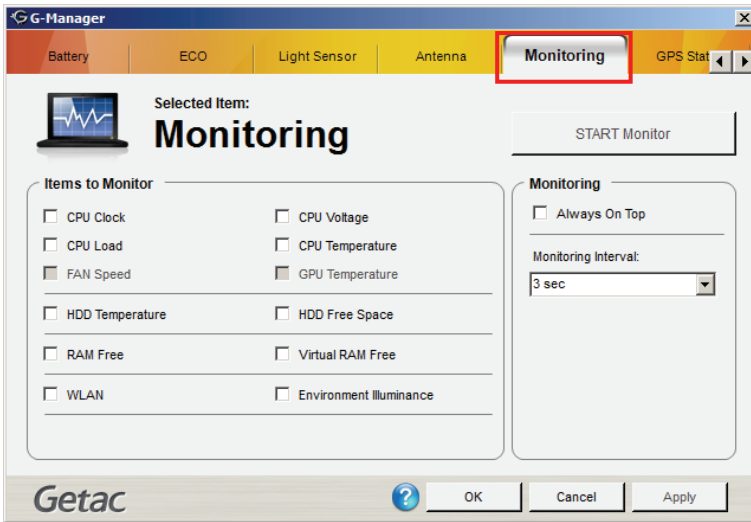 G-Manager
Battery ECO Light Sensor Antenna Monitoring GPS Stat
Selected Item:
Monitoring
START Monitor
Items to Monitor
CPU Clock CPU Voltage
CPU Load CPU Temperature
FAN Speed GPU Temperature
HDD Temperature HDD Free Space
RAM Free Virtual RAM Free
WLAN Environment Illuminance
Monitoring
Always On Top
Monitoring Interval:
3 sec
Getac
? OK Cancel Apply